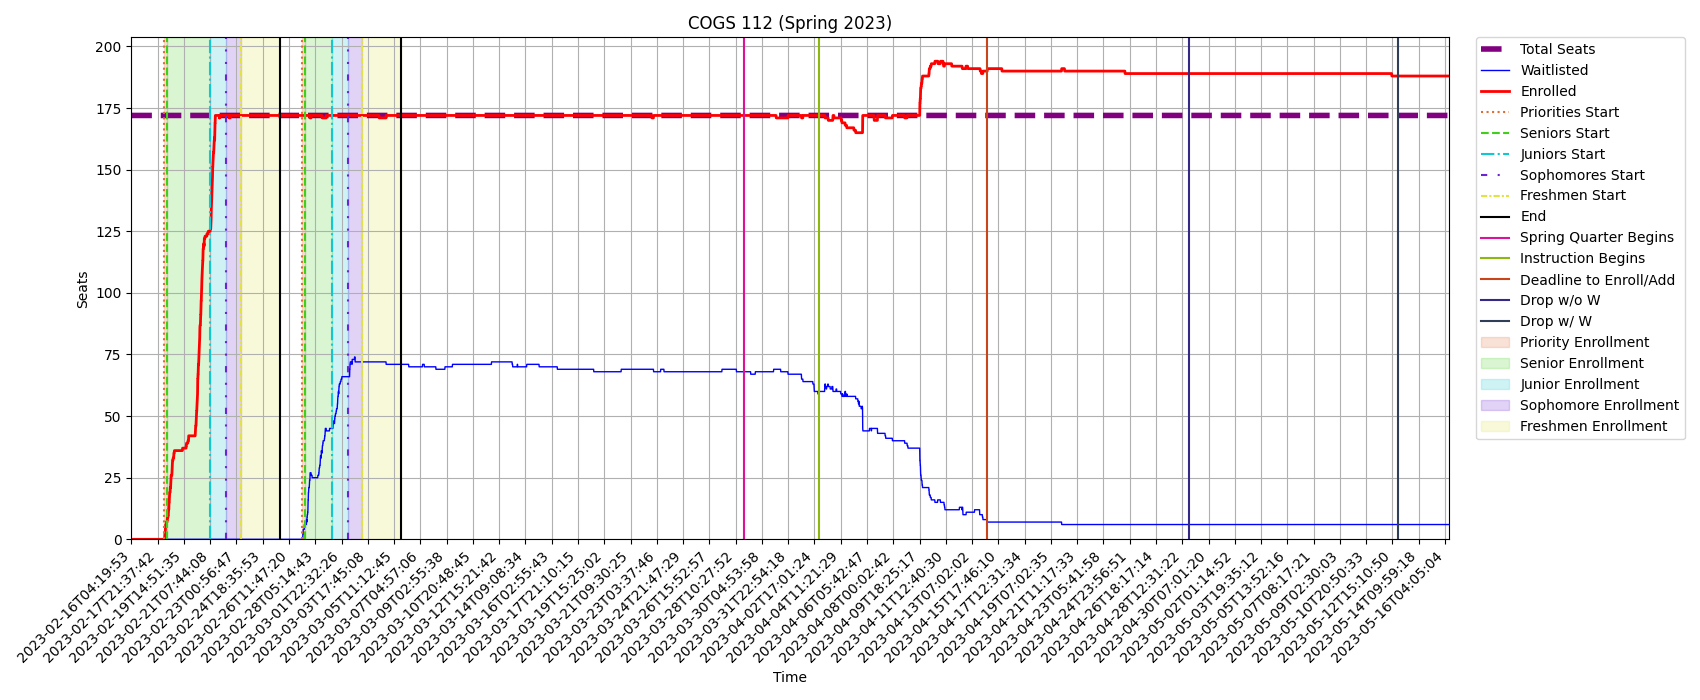 COGS 112 (Spring 2023)
Seats
200
175
150
125
100
75
50
25
0
2023-02-16T04:19:53
2023-02-17T21:37:42
2023-02-19T14:51:35
2023-02-21T07:44:08
2023-02-23T00:56:47
2023-02-24T18:35:53
2023-02-26T11:47:20
2023-02-28T05:14:43
2023-03-01T22:32:26
2023-03-03T17:45:08
2023-03-05T11:12:45
2023-03-07T04:57:06
2023-03-09T02:55:38
2023-03-10T20:48:45
2023-03-12T15:21:42
2023-03-14T09:08:34
2023-03-16T02:55:43
2023-03-17T21:10:15
2023-03-19T15:25:02
2023-03-21T09:30:25
2023-03-23T03:37:46
2023-03-24T21:47:29
2023-03-26T15:52:57
2023-03-28T10:27:52
2023-03-30T04:53:58
2023-03-31T22:54:18
2023-04-02T17:01:24
2023-04-04T11:21:29
2023-04-06T05:42:47
2023-04-08T00:02:42
2023-04-09T18:25:17
2023-04-11T12:40:30
2023-04-13T07:02:02
2023-04-15T17:46:10
2023-04-17T12:31:34
2023-04-19T07:02:35
2023-04-21T11:17:33
2023-04-23T05:41:58
2023-04-24T23:56:51
2023-04-26T18:17:14
2023-04-28T12:31:22
2023-04-30T07:01:20
2023-05-02T01:14:52
2023-05-03T19:35:12
2023-05-05T13:52:16
2023-05-07T08:17:21
2023-05-09T02:30:03
2023-05-10T20:50:33
2023-05-12T15:10:50
2023-05-14T09:59:18
2023-05-16T04:05:04
Time
Total Seats
Waitlisted
Enrolled
Priorities Start
Seniors Start
Juniors Start
Sophomores Start
Freshmen Start
End
Spring Quarter Begins
Instruction Begins
Deadline to Enroll/Add
Drop w/o W
Drop w/ W
Priority Enrollment
Senior Enrollment
Junior Enrollment
Sophomore Enrollment
Freshmen Enrollment